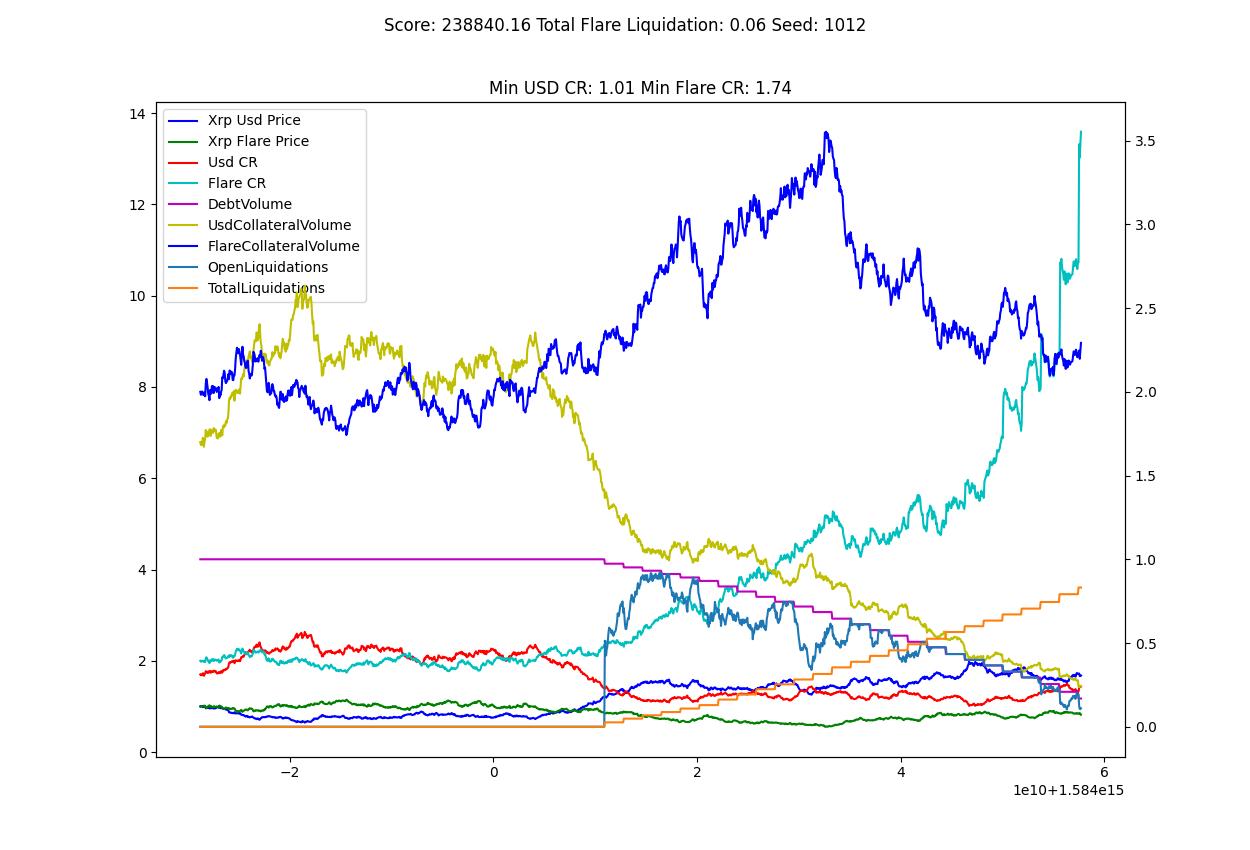 Score: 238840.16 Total Flare Liquidation: 0.06 Seed: 1012
Min USD CR: 1.01 Min Flare CR: 1.74
Xrp Usd Price
Xrp Flare Price
Usd CR
Flare CR
DebtVolume
UsdCollateralVolume
FlareCollateralVolume
OpenLiquidations
TotalLiquidations
14
12
10
8
6
4
2
0
3.5
3.0
2.5
2.0
1.5
1.0
0.5
0.0
−2 0 2 4 6
1e10+1.584e15